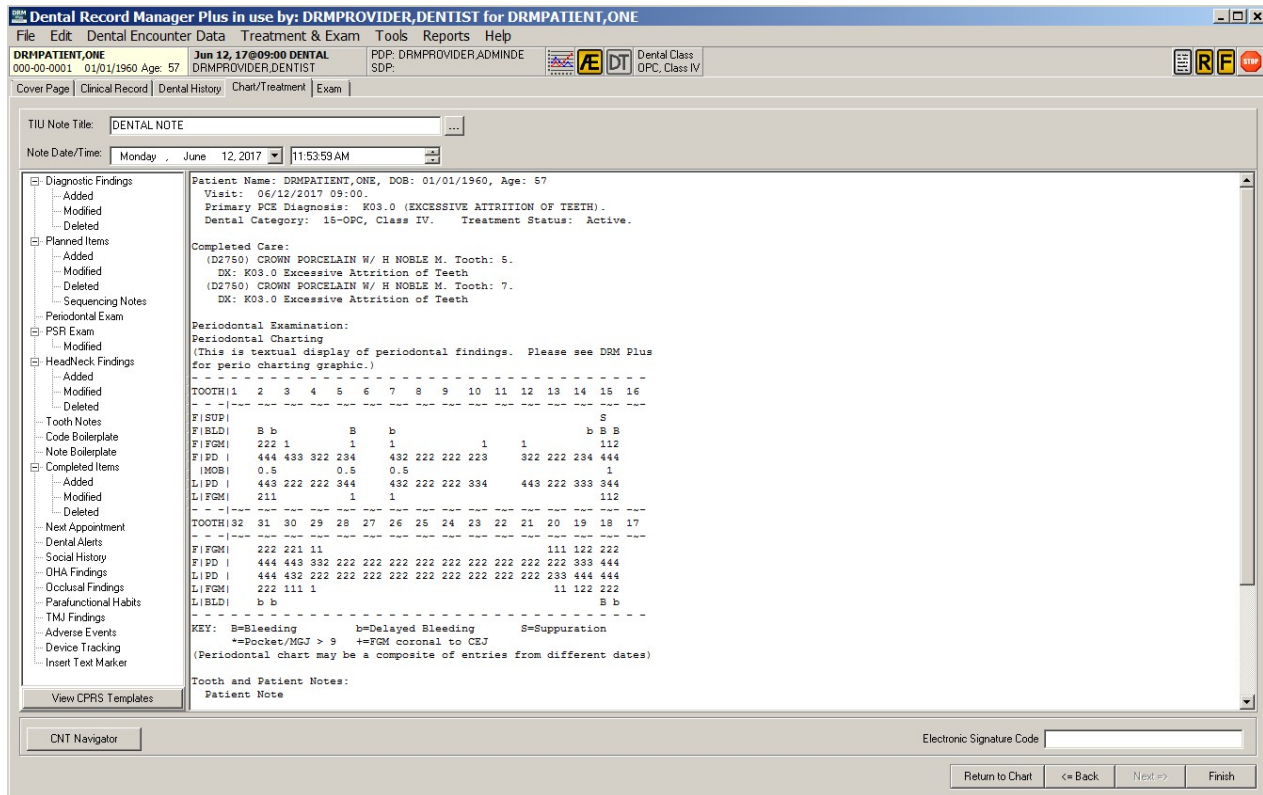 Dental Record Manager Plus in use by: DRMPROVIDER,DENTIST for DRMPATIENT,ONE
File Edit Dental Encounter Data Treatment & Exam Tools Reports Help
DRMPATIENT,ONE
000-00-0001 01/01/1960 Age: 57
Jun 12, 17@09:00 DENTAL
DRMPROVIDER,DENTIST
PDP: DRMPROVIDER,ADMINDE
SDP:
Æ DT
Dental Class
OPC, Class IV
R F STOP
Cover Page Clinical Record Dental History Chart/Treatment Exam
TIU Note Title: DENTAL NOTE ...
Note Date/Time: Monday , June 12, 2017 11:53:59 AM
Diagnostic Findings
Added
Modified
Deleted
Planned Items
Added
Modified
Deleted
Sequencing Notes
Periodontal Exam
PSR Exam
Modified
HeadNeck Findings
Added
Modified
Deleted
Tooth Notes
Code Boilerplate
Note Boilerplate
Completed Items
Added
Modified
Deleted
Next Appointment
Dental Alerts
Social History
OHA Findings
Occlusal Findings
Parafunctional Habits
TMJ Findings
Adverse Events
Device Tracking
Insert Text Marker
View CPRS Templates
Patient Name: DRMPATIENT,ONE, DOB: 01/01/1960, Age: 57
Visit: 06/12/2017 09:00.
Primary PCE Diagnosis: K03.0 (EXCESSIVE ATTRITION OF TEETH).
Dental Category: 15-OPC, Class IV. Treatment Status: Active.
Completed Care:
(D2750) CROWN PORCELAIN W/ H NOBLE M. Tooth: 5.
DX: K03.0 Excessive Attrition of Teeth
(D2750) CROWN PORCELAIN W/ H NOBLE M. Tooth: 7.
DX: K03.0 Excessive Attrition of Teeth
Periodontal Examination:
Periodontal Charting
(This is textual display of periodontal findings. Please see DRM Plus
for perio charting graphic.)
TOOTH|1 2 3 4 5 6 7 8 9 10 11 12 13 14 15 16
F|SUP| S
F|BLD| B b B b b B B
F|FGM| 222 1 1 1 1 1 112
F|PD | 444 433 322 234 432 222 222 223 322 222 234 444
|MOB| 0.5 0.5 0.5 1
L|PD | 443 222 222 344 432 222 222 334 443 222 333 344
L|FGM| 211 1 1 112
TOOTH|32 31 30 29 28 27 26 25 24 23 22 21 20 19 18 17
F|FGM| 222 221 11 111 122 222
F|PD | 444 443 332 222 222 222 222 222 222 222 222 222 333 444
L|PD | 444 432 222 222 222 222 222 222 222 222 222 233 444 444
L|FGM| 222 111 1 11 122 222
L|BLD| b b B b
KEY: B=Bleeding b=Delayed Bleeding S=Suppuration
*=Pocket/MGJ > 9 +=FGM coronal to CEJ
(Periodontal chart may be a composite of entries from different dates)
Tooth and Patient Notes:
Patient Note
CNT Navigator
Electronic Signature Code
Return to Chart <= Back Next => Finish